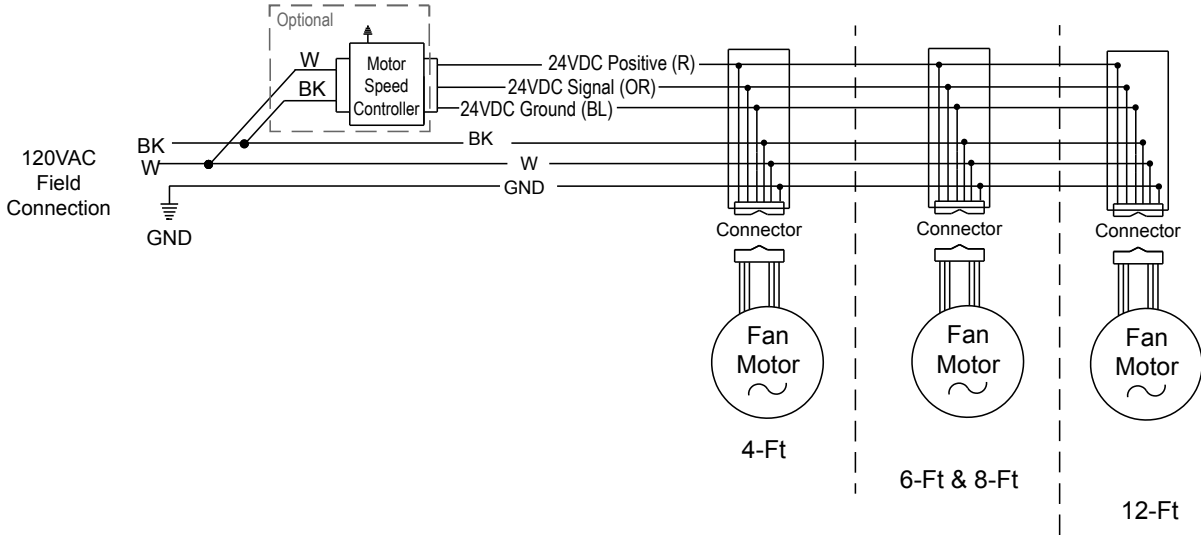 Optional
W
BK
Motor
Speed
Controller
24VDC Positive (R)
24VDC Signal (OR)
24VDC Ground (BL)
120VAC
Field
Connection
BK
W
GND
BK
W
GND
Connector
Connector
Connector
Fan
Motor
Fan
Motor
Fan
Motor
4-Ft
6-Ft & 8-Ft
12-Ft